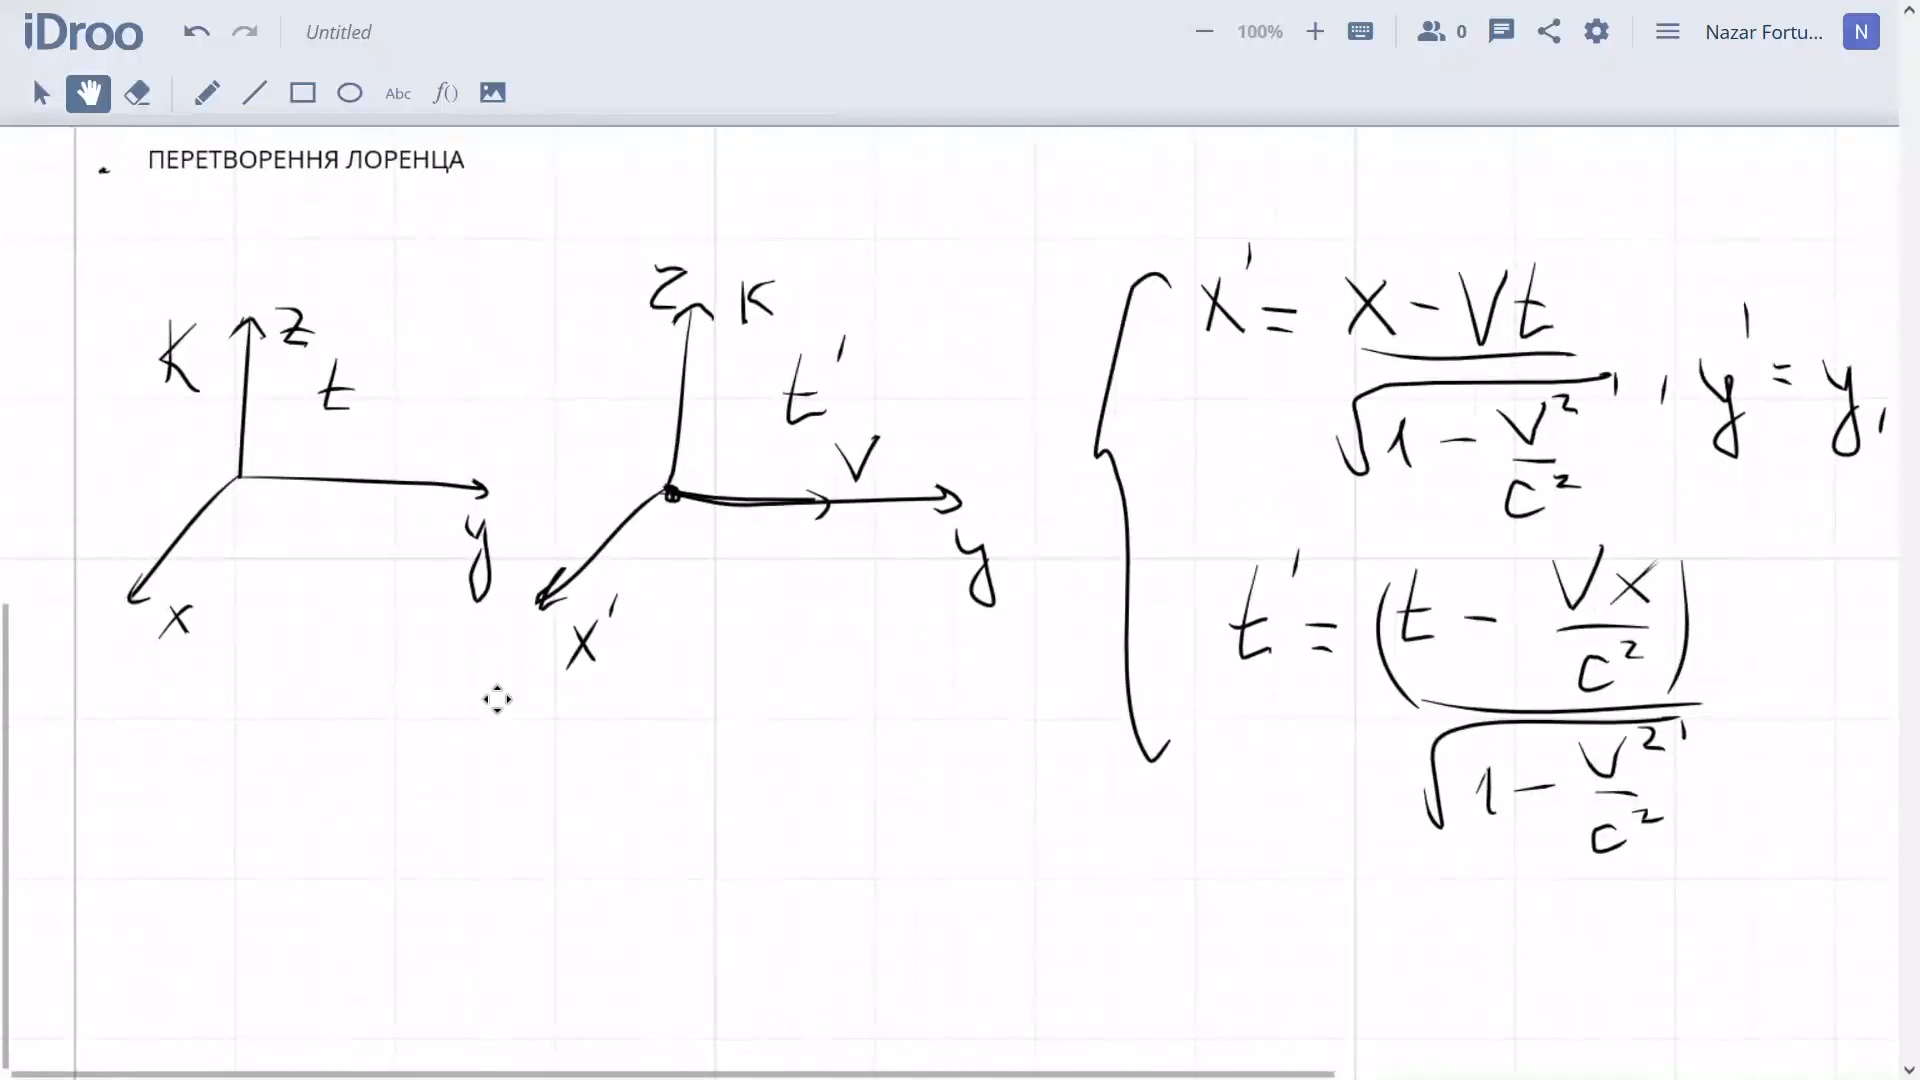 iDroo
Untitled
100%
0
Nazar Fortu...
N
Abc
f()
ПЕРЕТВОРЕННЯ ЛОРЕНЦА
K z t
y
x
z K
t'
V
y
x'
x' = (x - Vt) / √(1 - V²/c²), y' = y,
t' = (t - Vx/c²) / √(1 - V²/c²)